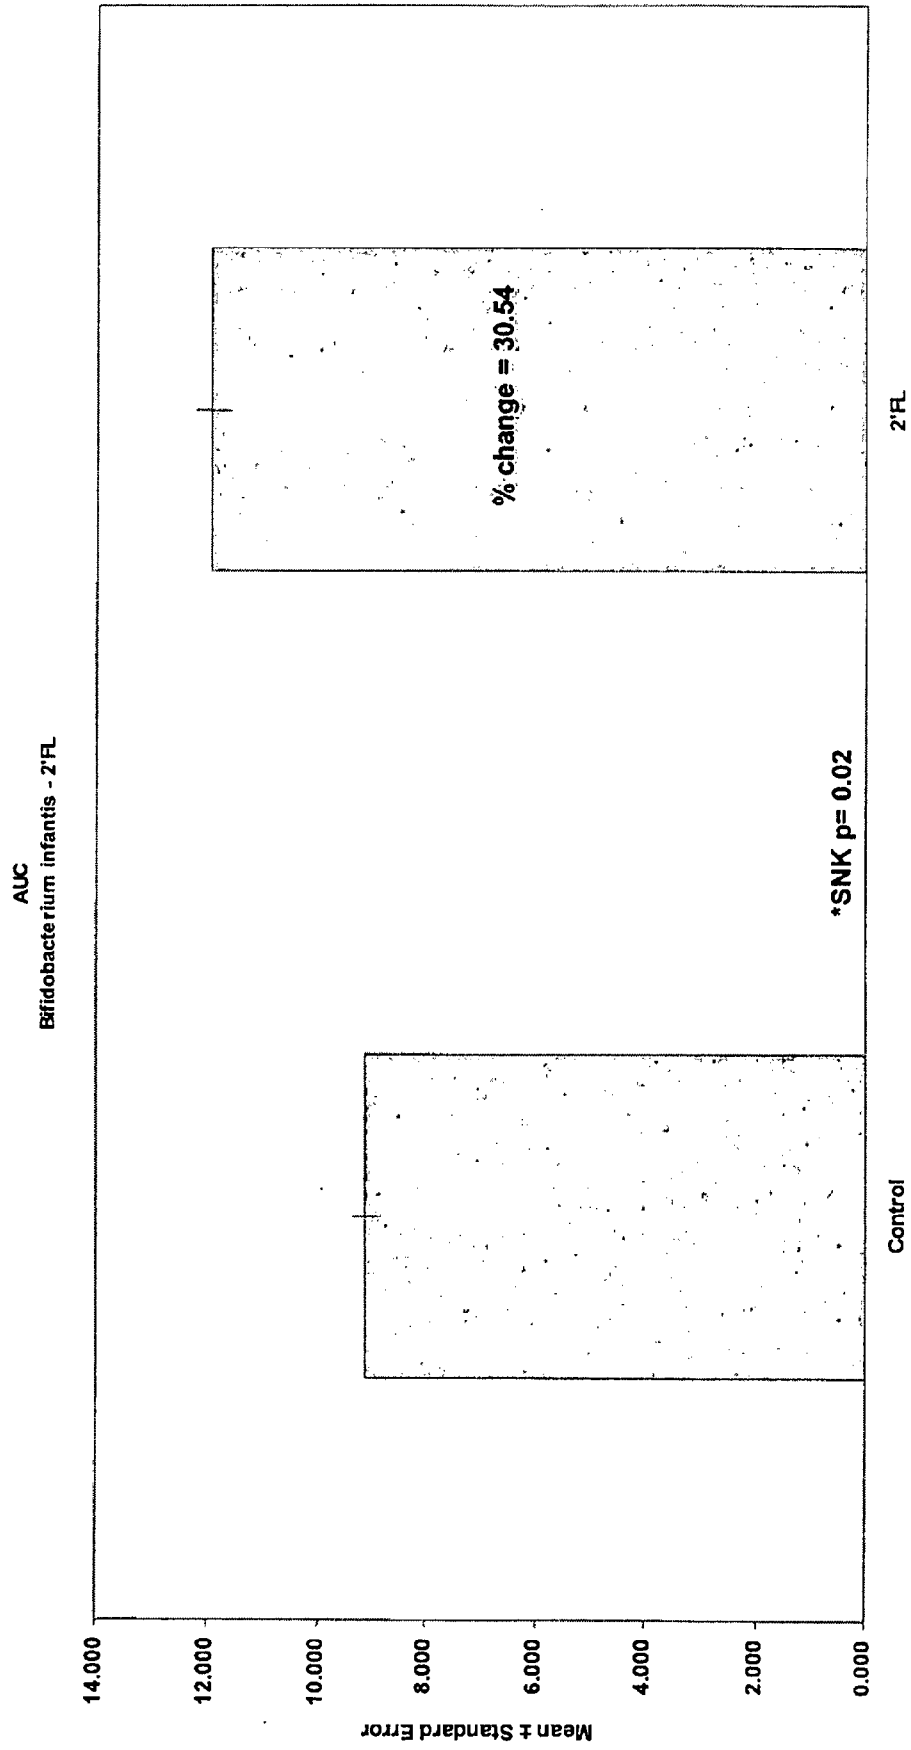 AUC
Bifidobacterium infantis - 2'FL
Mean ± Standard Error
14.000
12.000
10.000
8.000
6.000
4.000
2.000
0.000
% change = 30.54
*SNK p= 0.02
Control
2'FL